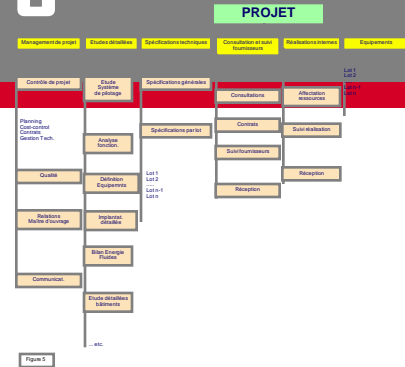 PROJET
Management de projet
Etudes détaillées
Spécifications techniques
Consultation et suivi
fournisseurs
Réalisations internes
Equipements
Contrôle de projet
Planning
Cost-control
Contrats
Gestion Tech.
Qualité
Relations
Maître d'ouvrage
Communicat.
Etude
Système
de pilotage
Analyse
fonction.
Définition
Equipemnts
Implantat.
détaillée
Bilan Energie
Fluides
Etude détaillées
bâtiments
... etc.
Spécifications générales
Spécifications par lot
Lot 1
Lot 2
......
Lot n-1
Lot n
Consultations
Contrats
Suivi fournisseurs
Réception
Affectation
ressources
Suivi réalisation
Réception
Lot 1
Lot 2
Lot n-1
Lot n
Figure 5